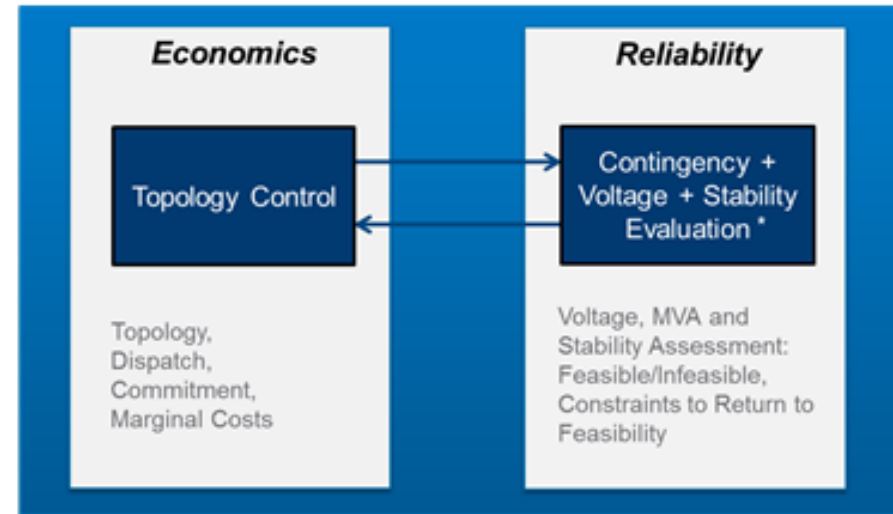 Economics
Topology Control
Topology,
Dispatch,
Commitment,
Marginal Costs
Reliability
Contingency +
Voltage + Stability
Evaluation *
Voltage, MVA and
Stability Assessment:
Feasible/Infeasible,
Constraints to Return to
Feasibility